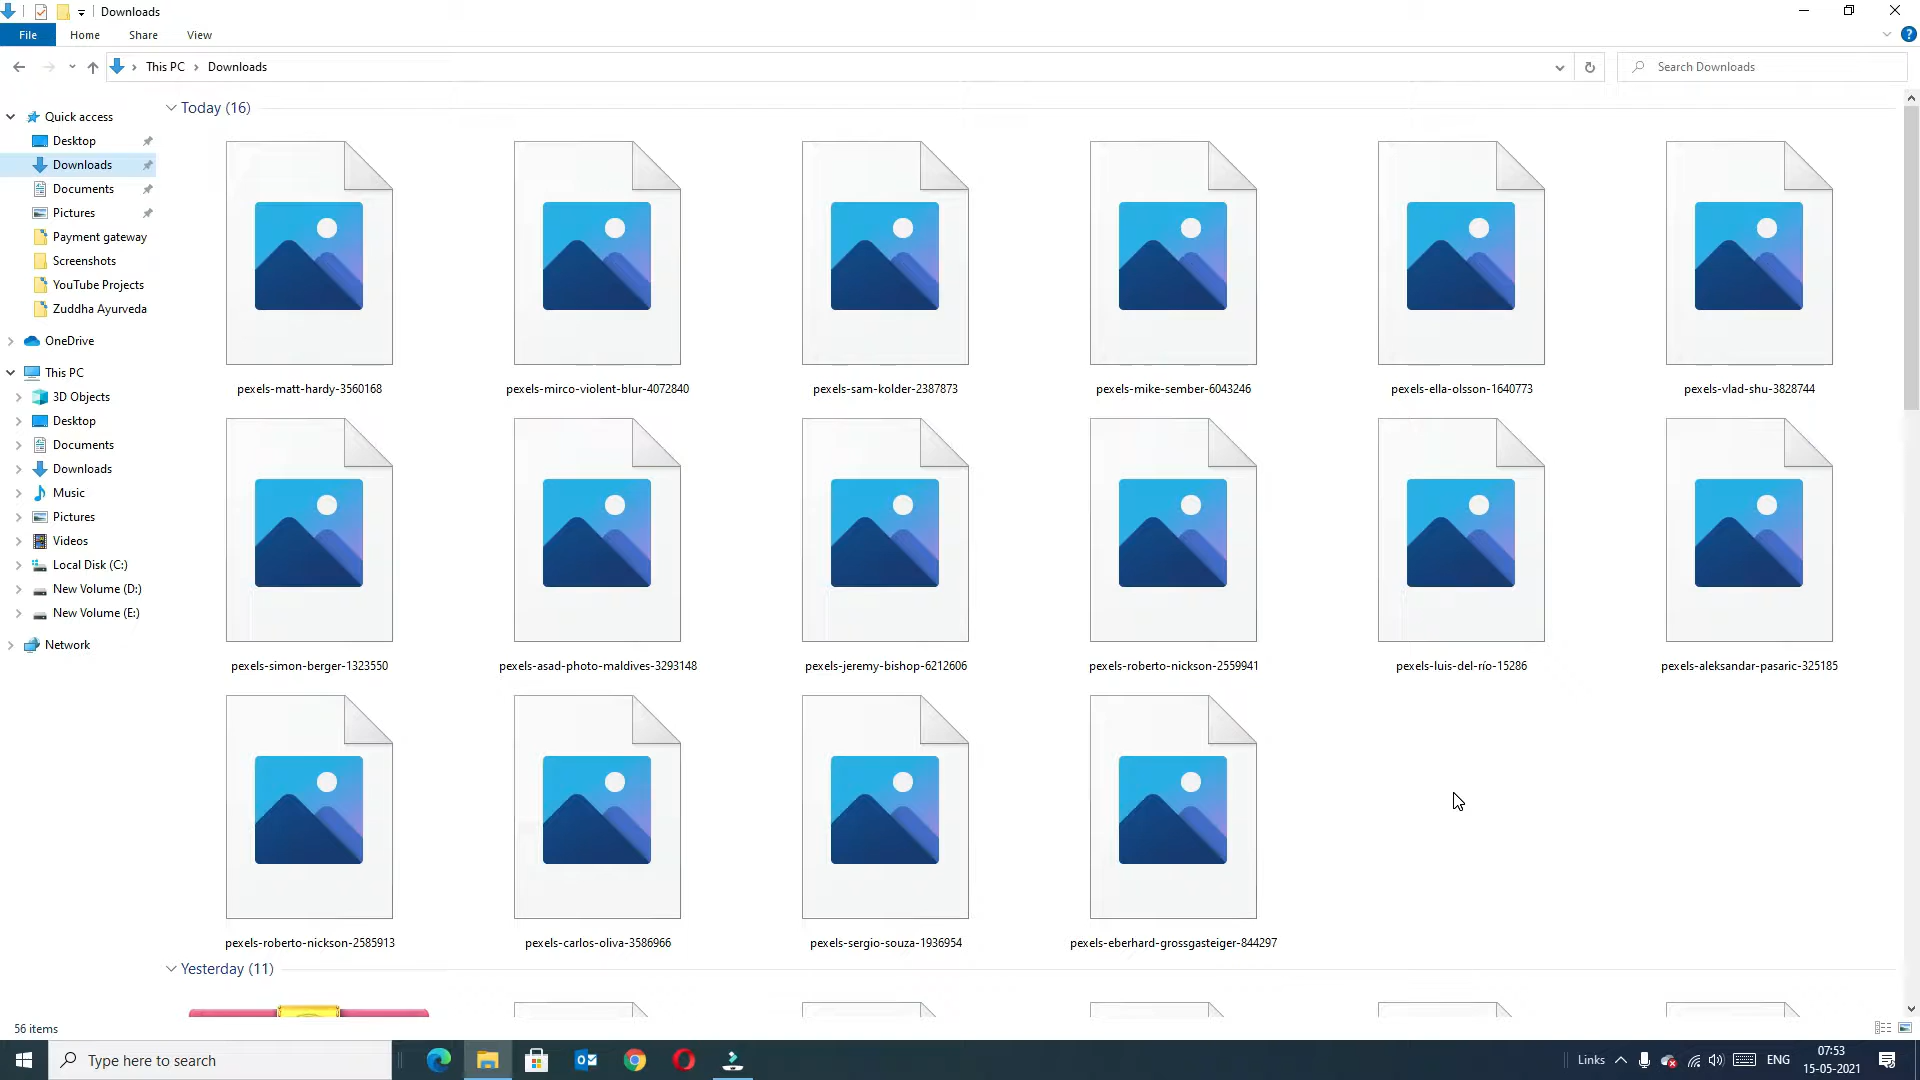 Downloads
File Home Share View
This PC Downloads
Search Downloads
Quick access
Desktop
Downloads
Documents
Pictures
Payment gateway
Screenshots
YouTube Projects
Zuddha Ayurveda
OneDrive
This PC
3D Objects
Desktop
Documents
Downloads
Music
Pictures
Videos
Local Disk (C:)
New Volume (D:)
New Volume (E:)
Network
Today (16)
pexels-matt-hardy-3560168 pexels-mirco-violent-blur-4072840 pexels-sam-kolder-2387873 pexels-mike-sember-6043246 pexels-ella-olsson-1640773 pexels-vlad-shu-3828744
pexels-simon-berger-1323550 pexels-asad-photo-maldives-3293148 pexels-jeremy-bishop-6212606 pexels-roberto-nickson-2559941 pexels-luis-del-río-15286 pexels-aleksandar-pasaric-325185
pexels-roberto-nickson-2585913 pexels-carlos-oliva-3586966 pexels-sergio-souza-1936954 pexels-eberhard-grossgasteiger-844297
Yesterday (11)
56 items
Type here to search
Links
ENG
07:53
15-05-2021